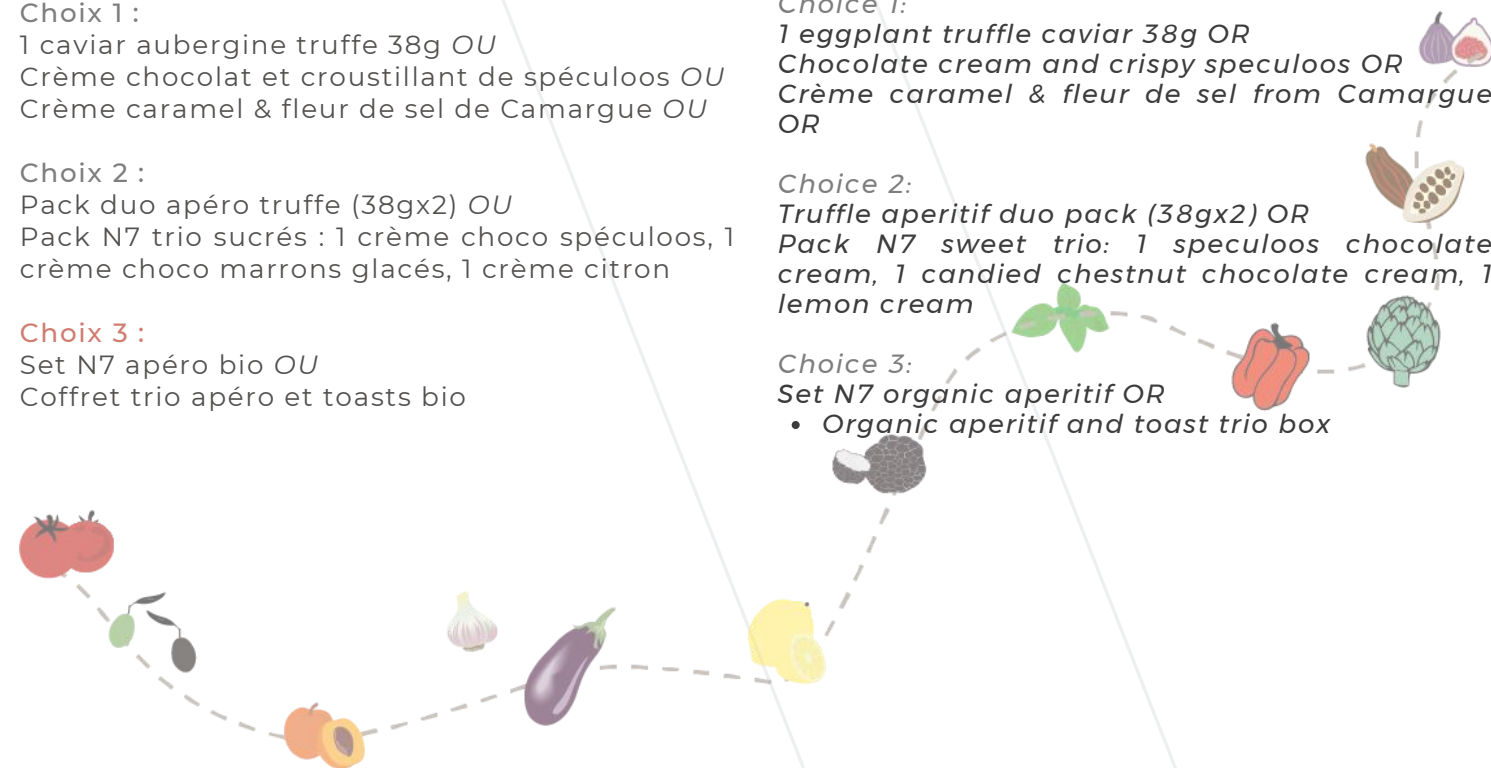 Choix 1 :
1 caviar aubergine truffe 38g OU
Crème chocolat et croustillant de spéculoos OU
Crème caramel & fleur de sel de Camargue OU
Choix 2 :
Pack duo apéro truffe (38gx2) OU
Pack N7 trio sucrés : 1 crème choco spéculoos, 1
crème choco marrons glacés, 1 crème citron
Choix 3 :
Set N7 apéro bio OU
Coffret trio apéro et toasts bio
Choice 1:
1 eggplant truffle caviar 38g OR
Chocolate cream and crispy speculoos OR
Crème caramel & fleur de sel from Camargue
OR
Choice 2:
Truffle aperitif duo pack (38gx2) OR
Pack N7 sweet trio: 1 speculoos chocolate
cream, 1 candied chestnut chocolate cream, 1
lemon cream
Choice 3:
Set N7 organic aperitif OR
• Organic aperitif and toast trio box